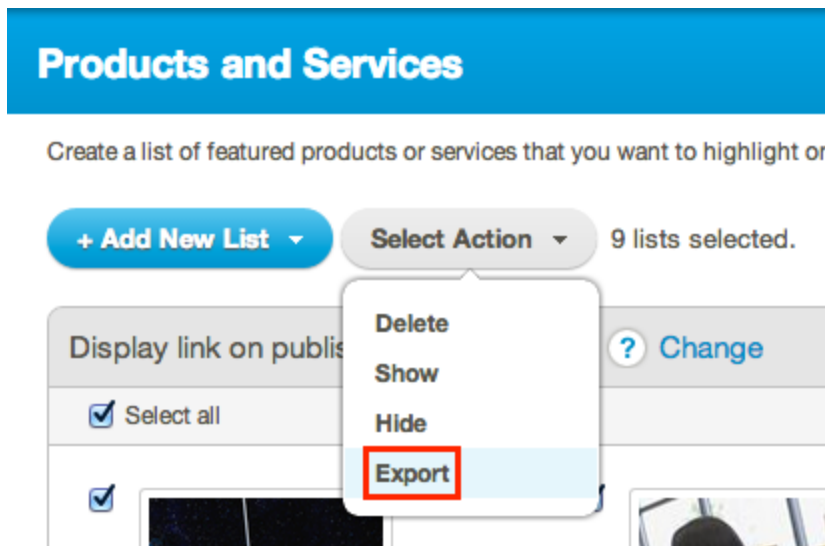 Products and Services
Create a list of featured products or services that you want to highlight or
+ Add New List
Select Action
9 lists selected.
Delete
Show
Hide
Export
Display link on publis
? Change
Select all